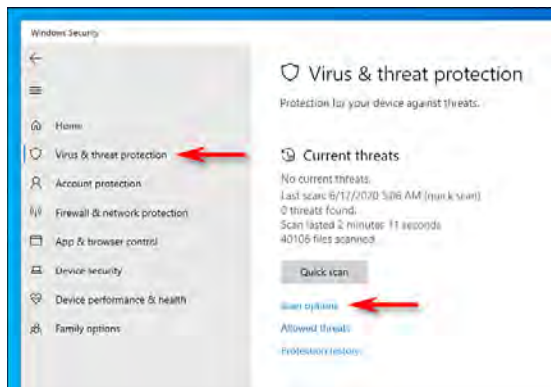 Windows Security
Home
Virus & threat protection
Account protection
Firewall & network protection
App & browser control
Device security
Device performance & health
Family options
Virus & threat protection
Protection for your device against threats.
Current threats
No current threats.
Last scan: 6/17/2020 5:06 AM (quick scan)
0 threats found.
Scan lasted 2 minutes 11 seconds
40106 files scanned.
Quick scan
Scan options
Allowed threats
Protection history